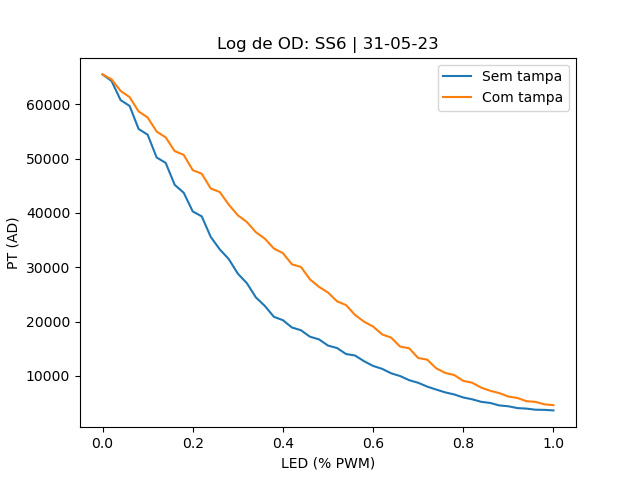 Log de OD: SS6 | 31-05-23
Sem tampa
Com tampa
PT (AD)
60000
50000
40000
30000
20000
10000
0.0 0.2 0.4 0.6 0.8 1.0
LED (% PWM)